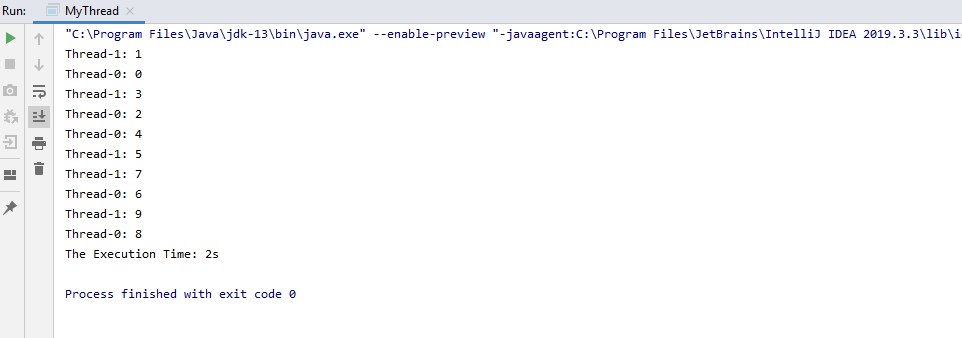 Run: MyThread
"C:\Program Files\Java\jdk-13\bin\java.exe" --enable-preview "-javaagent:C:\Program Files\JetBrains\IntelliJ IDEA 2019.3.3\lib\i
Thread-1: 1
Thread-0: 0
Thread-1: 3
Thread-0: 2
Thread-0: 4
Thread-1: 5
Thread-1: 7
Thread-0: 6
Thread-1: 9
Thread-0: 8
The Execution Time: 2s
Process finished with exit code 0